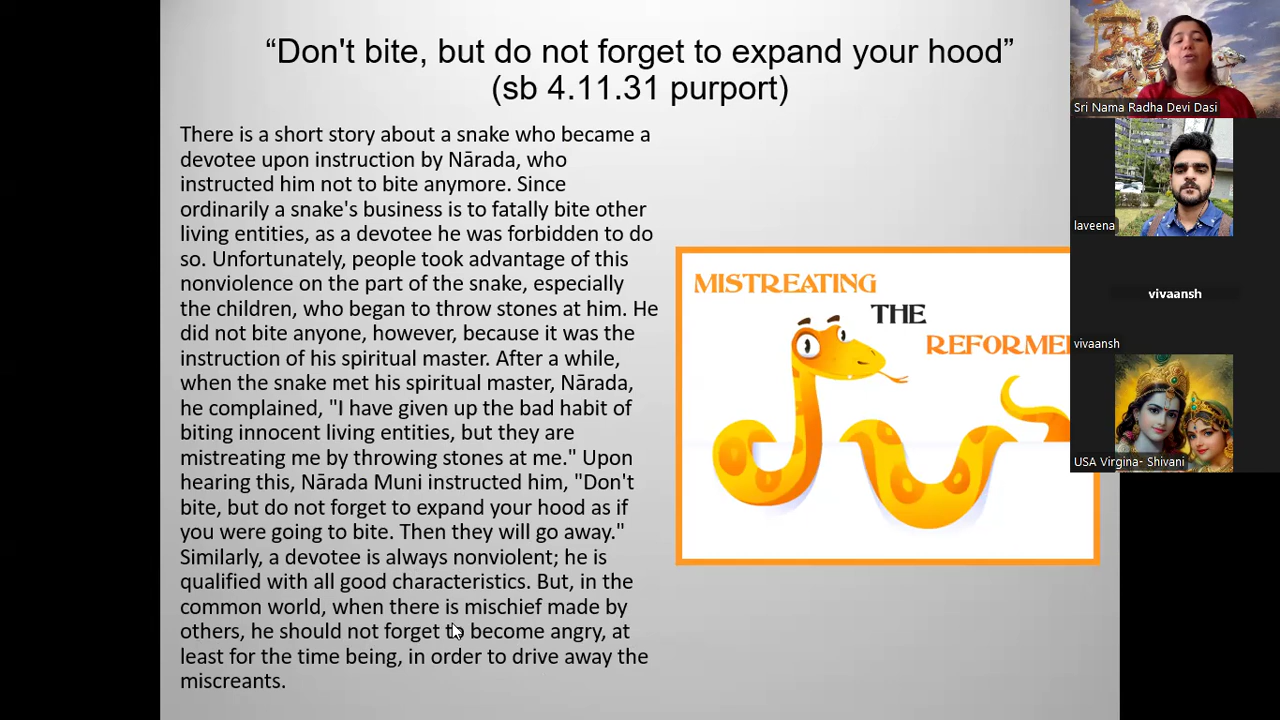 “Don't bite, but do not forget to expand your hood”
(sb 4.11.31 purport)
There is a short story about a snake who became a
devotee upon instruction by Nārada, who
instructed him not to bite anymore. Since
ordinarily a snake's business is to fatally bite other
living entities, as a devotee he was forbidden to do
so. Unfortunately, people took advantage of this
nonviolence on the part of the snake, especially
the children, who began to throw stones at him. He
did not bite anyone, however, because it was the
instruction of his spiritual master. After a while,
when the snake met his spiritual master, Nārada,
he complained, "I have given up the bad habit of
biting innocent living entities, but they are
mistreating me by throwing stones at me." Upon
hearing this, Nārada Muni instructed him, "Don't
bite, but do not forget to expand your hood as if
you were going to bite. Then they will go away."
Similarly, a devotee is always nonviolent; he is
qualified with all good characteristics. But, in the
common world, when there is mischief made by
others, he should not forget to become angry, at
least for the time being, in order to drive away the
miscreants.
MISTREATING
THE
REFORME
Sri Nama Radha Devi Dasi
laveena
vivaansh
vivaansh
USA Virgina- Shivani